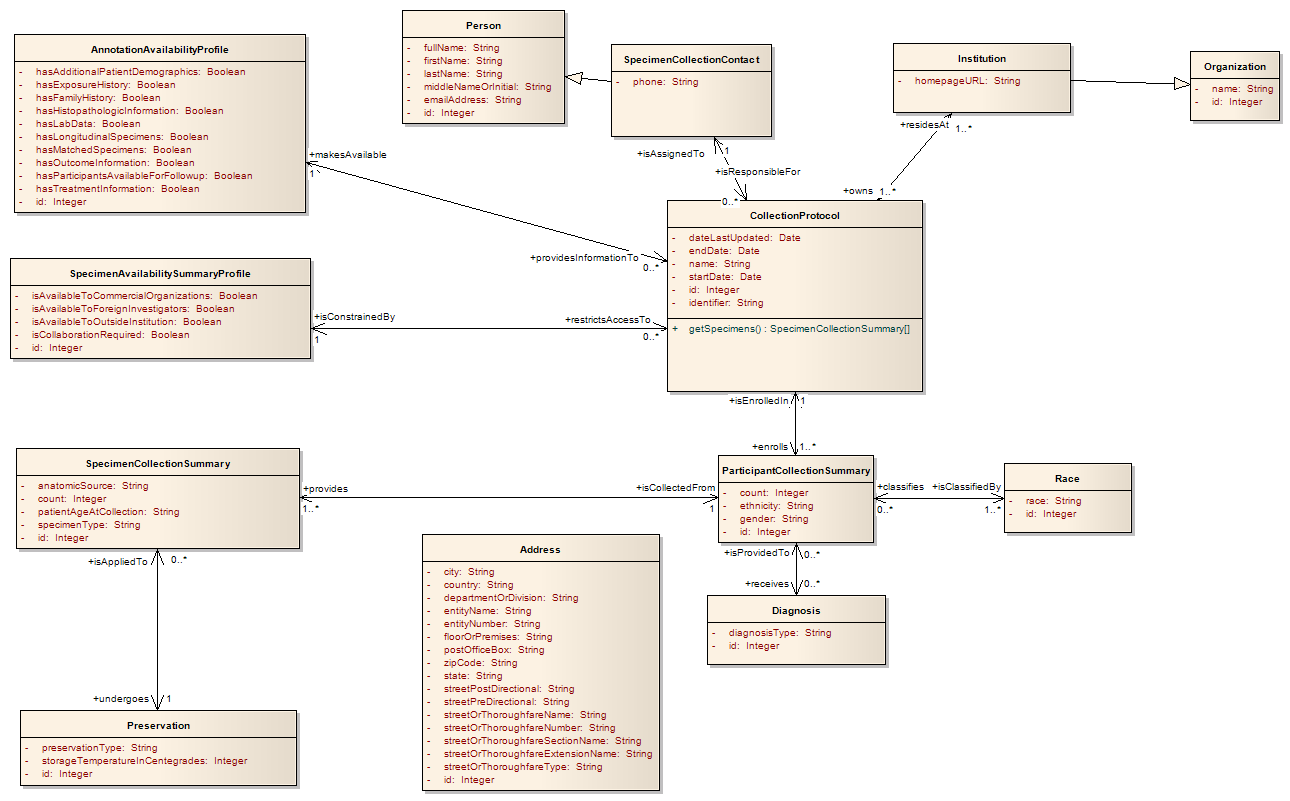 Person
- fullName: String
- firstName: String
- lastName: String
- middleNameOrInitial: String
- emailAddress: String
- id: Integer
SpecimenCollectionContact
- phone: String
Institution
- homepageURL: String
Organization
- name: String
- id: Integer
AnnotationAvailabilityProfile
- hasAdditionalPatientDemographics: Boolean
- hasExposureHistory: Boolean
- hasFamilyHistory: Boolean
- hasHistopathologicInformation: Boolean
- hasLabData: Boolean
- hasLongitudinalSpecimens: Boolean
- hasMatchedSpecimens: Boolean
- hasOutcomeInformation: Boolean
- hasParticipantsAvailableForFollowup: Boolean
- hasTreatmentInformation: Boolean
- id: Integer
+makesAvailable
1
+providesInformationTo
0..*
+isAssignedTo
1
+isResponsibleFor
0..*
+residesAt
1..*
+owns
1..*
CollectionProtocol
- dateLastUpdated: Date
- endDate: Date
- name: String
- startDate: Date
- id: Integer
- identifier: String
+ getSpecimens() : SpecimenCollectionSummary[]
SpecimenAvailabilitySummaryProfile
- isAvailableToCommercialOrganizations: Boolean
- isAvailableToForeignInvestigators: Boolean
- isAvailableToOutsideInstitution: Boolean
- isCollaborationRequired: Boolean
- id: Integer
+isConstrainedBy
1
+restrictsAccessTo
0..*
+isEnrolledIn
1
+enrolls
1..*
SpecimenCollectionSummary
- anatomicSource: String
- count: Integer
- patientAgeAtCollection: String
- specimenType: String
- id: Integer
+provides
1..*
+isCollectedFrom
1
ParticipantCollectionSummary
- count: Integer
- ethnicity: String
- gender: String
- id: Integer
+classifies
0..*
+isClassifiedBy
1..*
Race
- race: String
- id: Integer
+isProvidedTo
0..*
+receives
0..*
Diagnosis
- diagnosisType: String
- id: Integer
Address
- city: String
- country: String
- departmentOrDivision: String
- entityName: String
- entityNumber: String
- floorOrPremises: String
- postOfficeBox: String
- zipCode: String
- state: String
- streetPostDirectional: String
- streetPreDirectional: String
- streetOrThoroughfareName: String
- streetOrThoroughfareNumber: String
- streetOrThoroughfareSectionName: String
- streetOrThoroughfareExtensionName: String
- streetOrThoroughfareType: String
- id: Integer
+isAppliedTo
0..*
+undergoes
1
Preservation
- preservationType: String
- storageTemperatureInCentegrades: Integer
- id: Integer